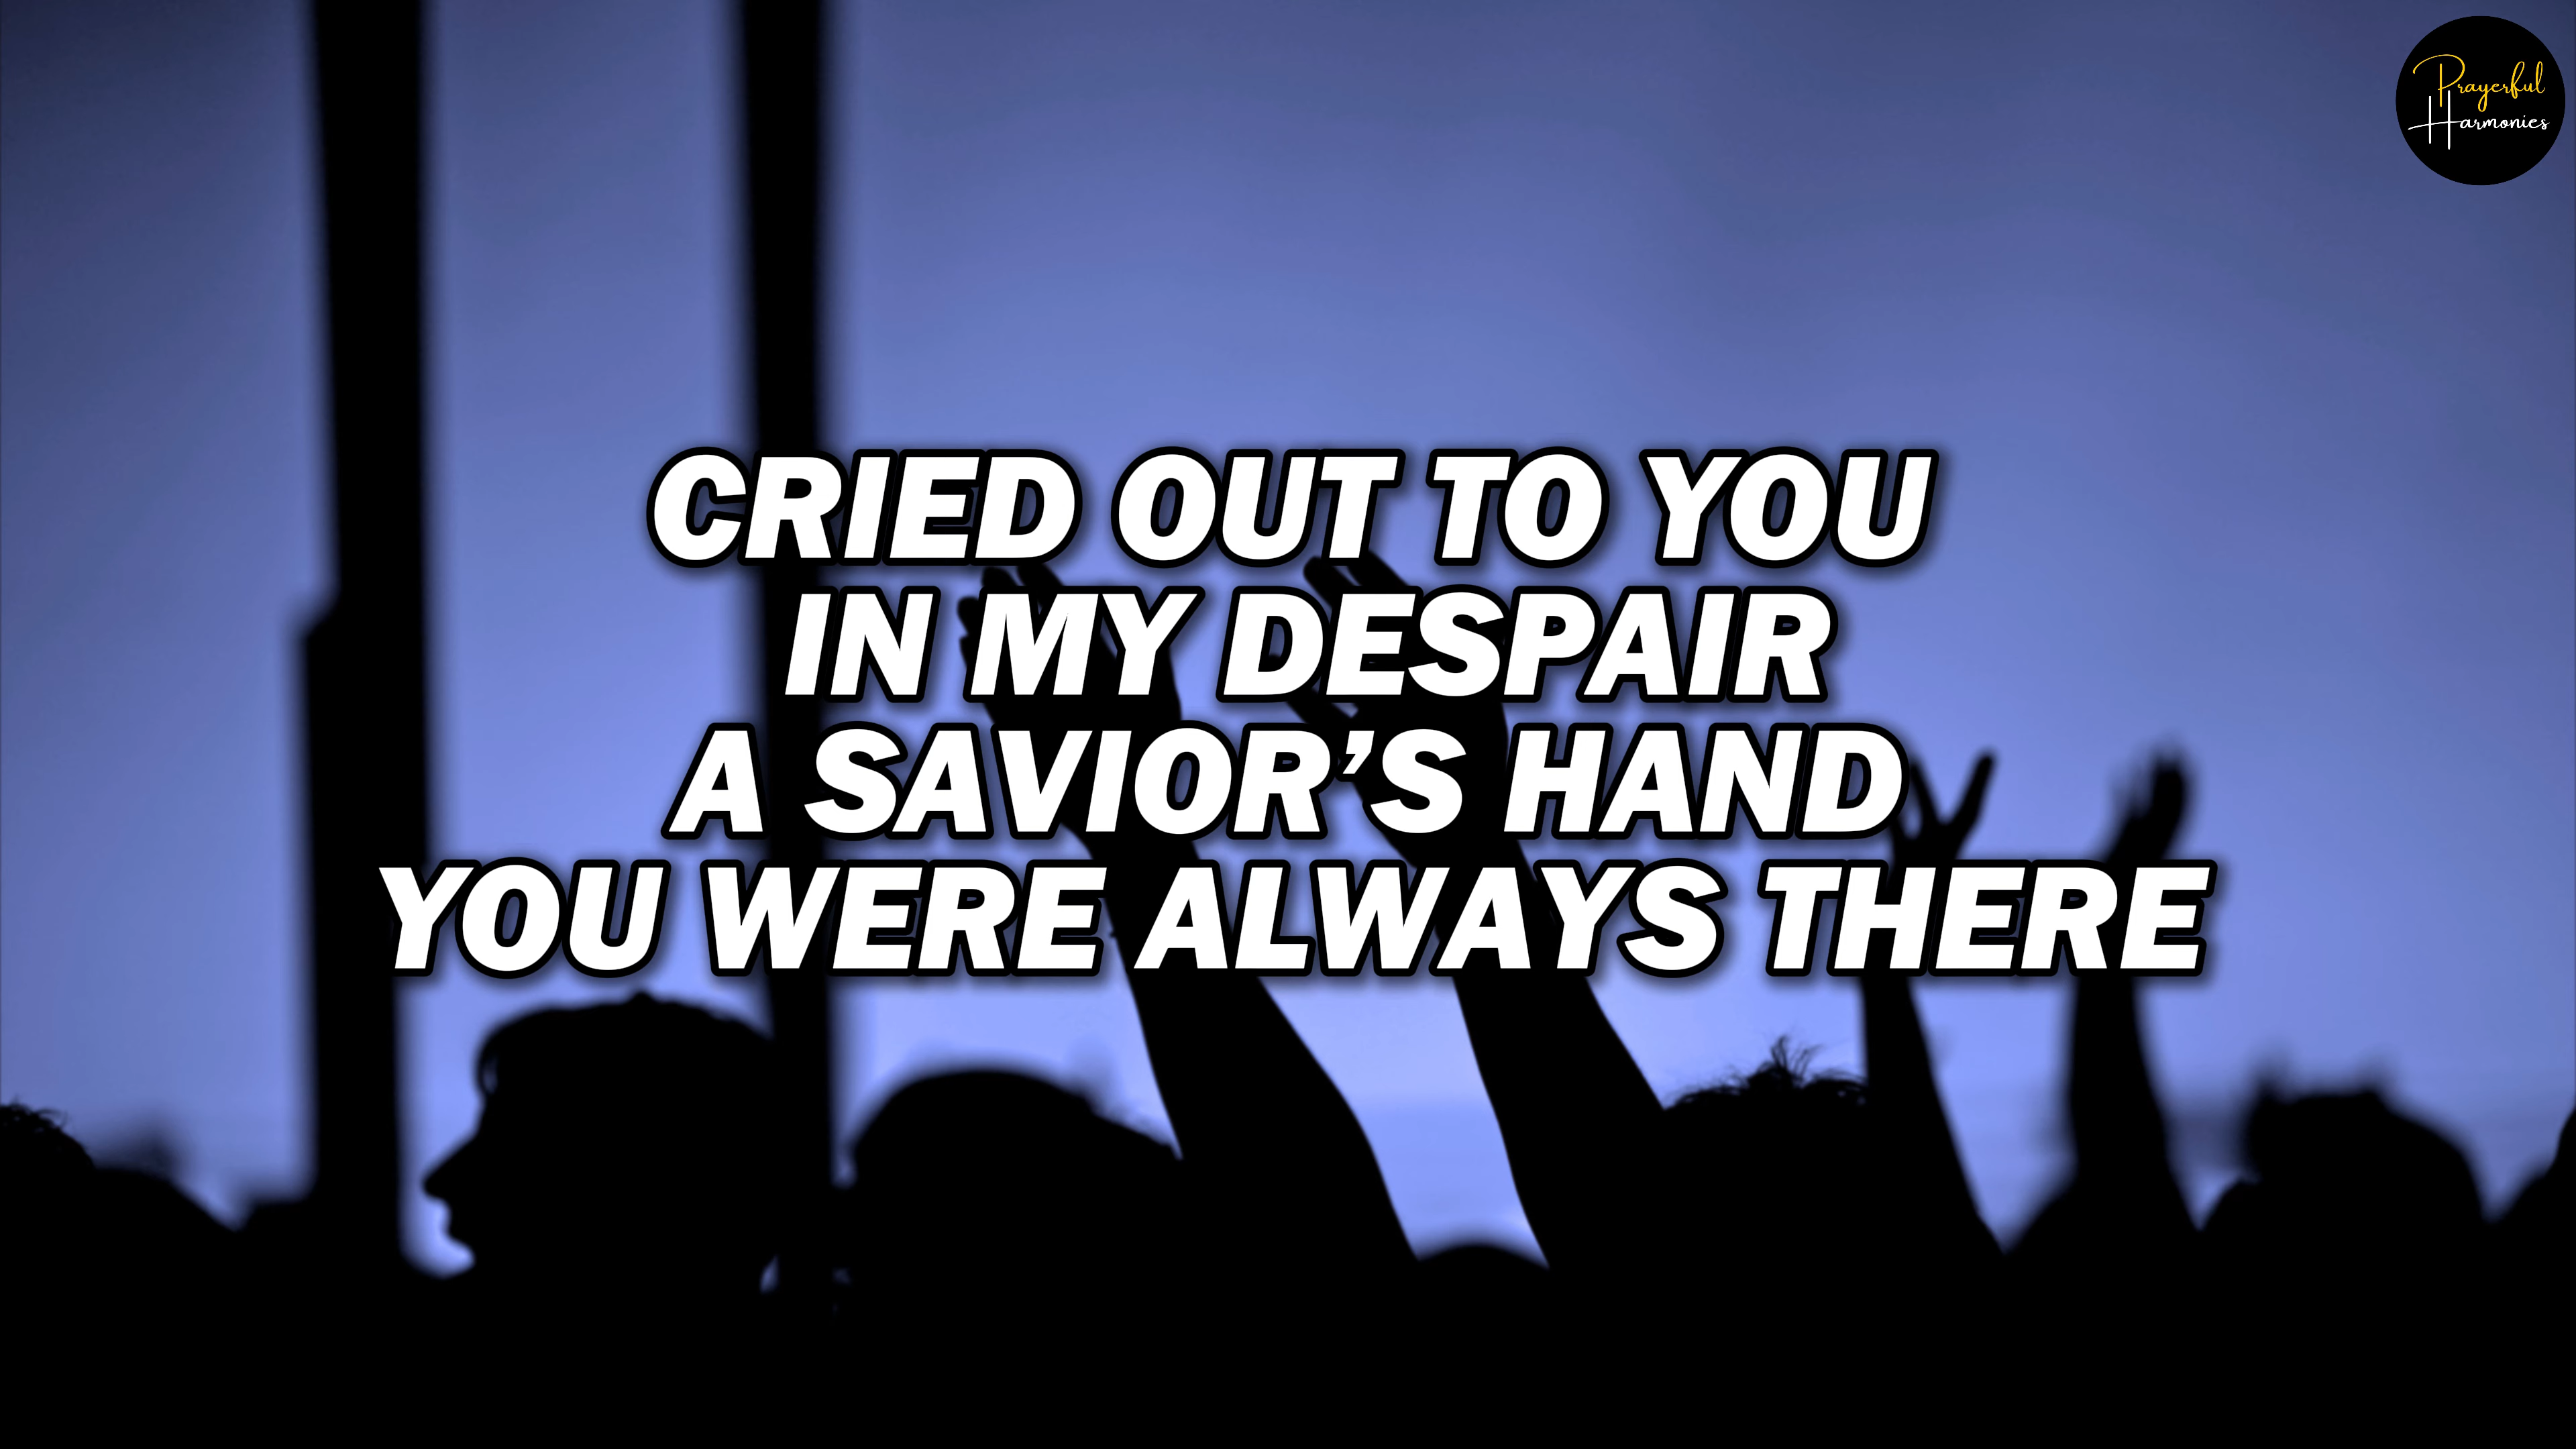 Prayerful
Harmonies
CRIED OUT TO YOU
IN MY DESPAIR
A SAVIOR’S HAND
YOU WERE ALWAYS THERE